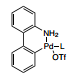 NH₂
Pd-L
OTf